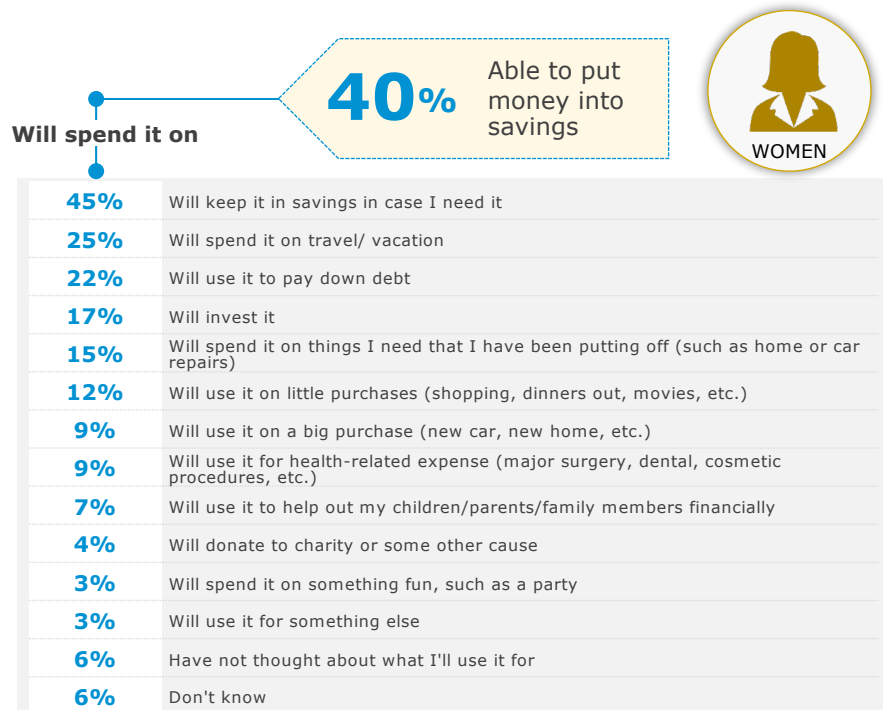 40%
Able to put
money into
savings
WOMEN
Will spend it on
45% Will keep it in savings in case I need it
25% Will spend it on travel/ vacation
22% Will use it to pay down debt
17% Will invest it
15% Will spend it on things I need that I have been putting off (such as home or car
repairs)
12% Will use it on little purchases (shopping, dinners out, movies, etc.)
9% Will use it on a big purchase (new car, new home, etc.)
9% Will use it for health-related expense (major surgery, dental, cosmetic
procedures, etc.)
7% Will use it to help out my children/parents/family members financially
4% Will donate to charity or some other cause
3% Will spend it on something fun, such as a party
3% Will use it for something else
6% Have not thought about what I'll use it for
6% Don't know